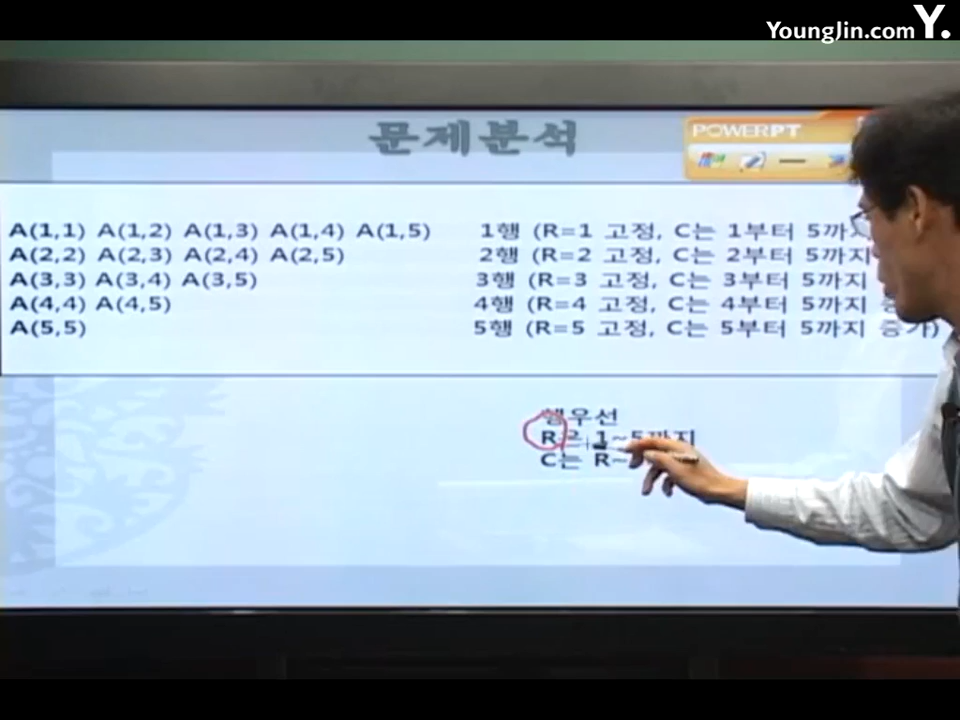 YoungJin.com Y.
문제분석
POWERPT
A(1,1) A(1,2) A(1,3) A(1,4) A(1,5) 1행 (R=1 고정, C는 1부터 5까
A(2,2) A(2,3) A(2,4) A(2,5) 2행 (R=2 고정, C는 2부터 5까지
A(3,3) A(3,4) A(3,5) 3행 (R=3 고정, C는 3부터 5까지
A(4,4) A(4,5) 4행 (R=4 고정, C는 4부터 5까지
A(5,5) 5행 (R=5 고정, C는 5부터 5까지 증가)
행우선
R은 1~5까지
C는 R~